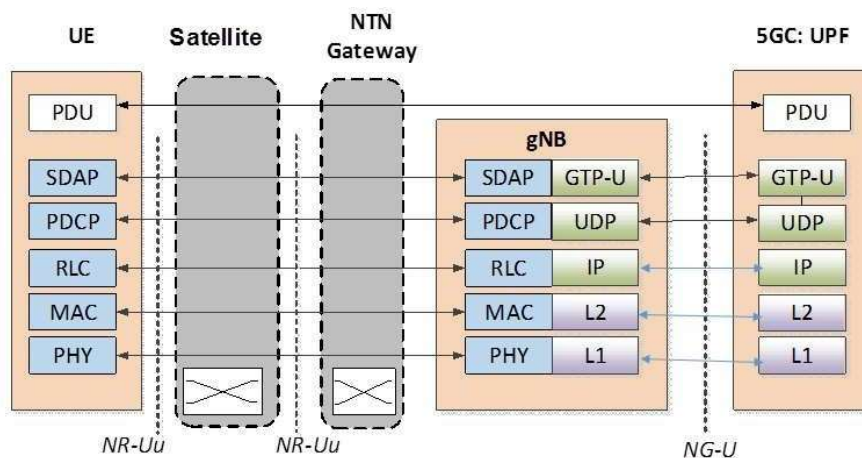 UE
Satellite
NTN
Gateway
5GC: UPF
PDU
PDU
gNB
SDAP
SDAP
GTP-U
GTP-U
PDCP
PDCP
UDP
UDP
RLC
RLC
IP
IP
MAC
MAC
L2
L2
PHY
PHY
L1
L1
NR-Uu
NR-Uu
NG-U